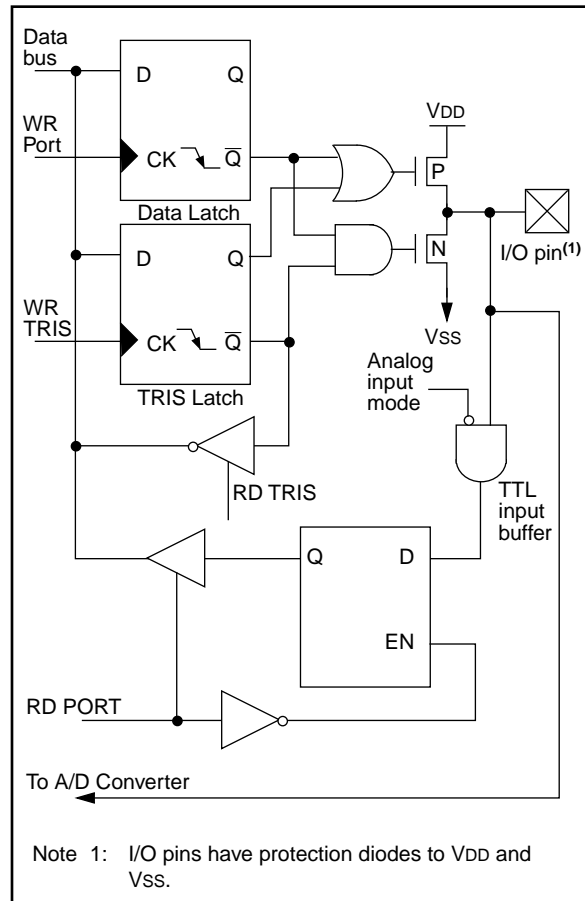 Data
bus
D
Q
WR
Port
CK
Q̅
Data Latch
VDD
P
D
Q
N
I/O pin(1)
WR
TRIS
CK
Q̅
VSS
TRIS Latch
Analog
input
mode
RD TRIS
TTL
input
buffer
Q
D
EN
RD PORT
To A/D Converter
Note 1: I/O pins have protection diodes to VDD and
VSS.